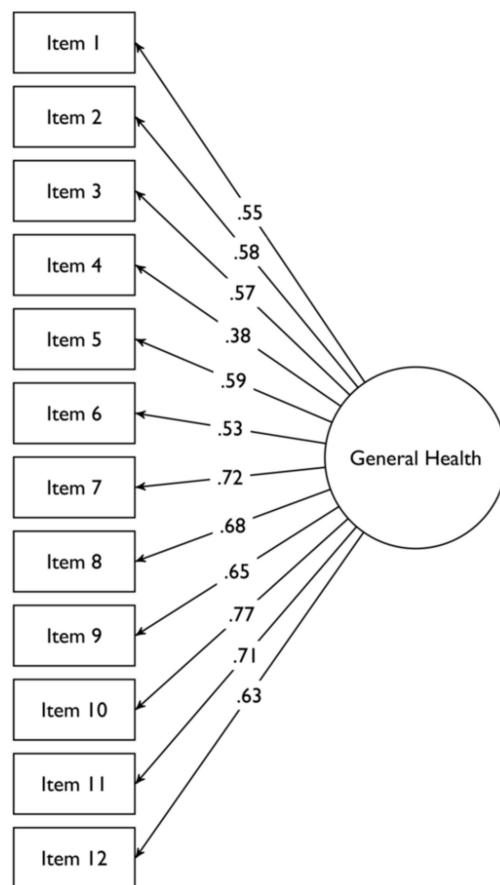 Item 1
Item 2
Item 3
Item 4
Item 5
Item 6
Item 7
Item 8
Item 9
Item 10
Item 11
Item 12
.55
.58
.57
.38
.59
.53
.72
.68
.65
.77
.71
.63
General Health